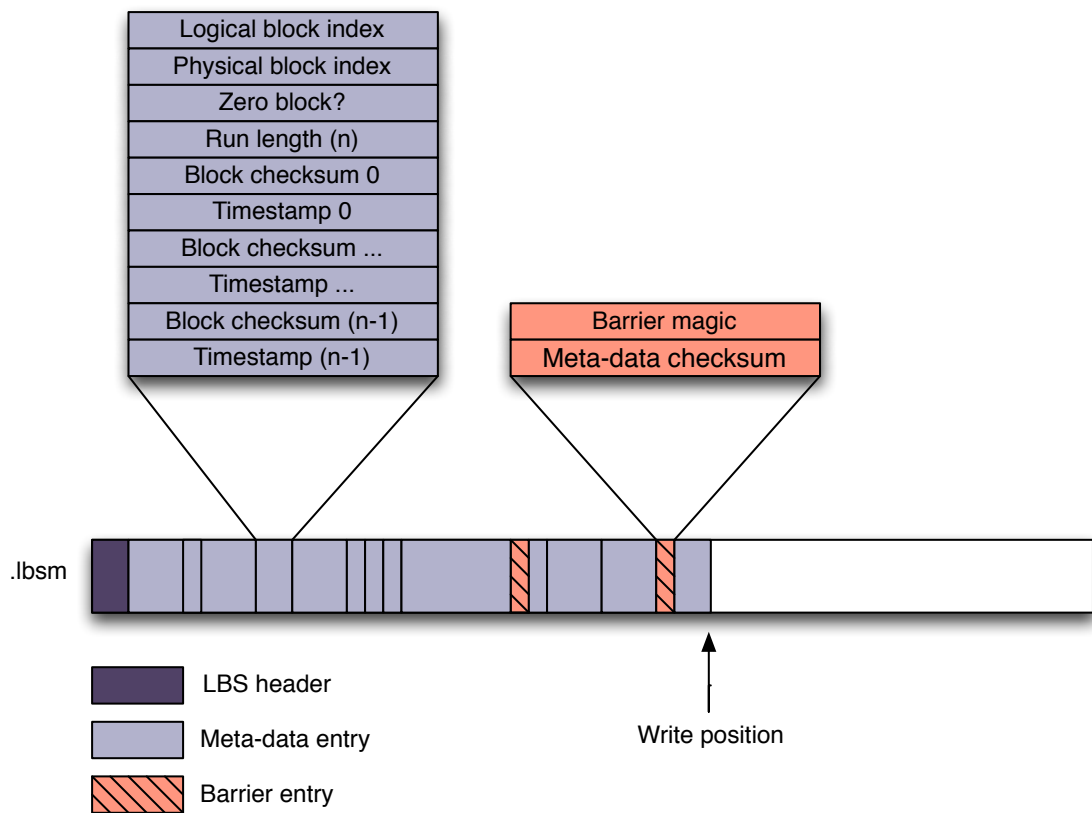 Logical block index
Physical block index
Zero block?
Run length (n)
Block checksum 0
Timestamp 0
Block checksum ...
Timestamp ...
Block checksum (n-1)
Timestamp (n-1)
Barrier magic
Meta-data checksum
.lbsm
LBS header
Meta-data entry
Barrier entry
Write position